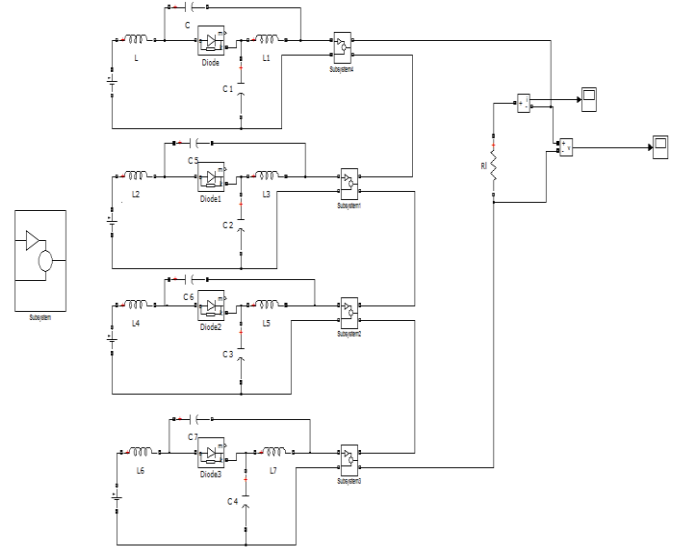 C
L
Diode
L1
C 1
Subsystem4
C 5
L2
Diode1
L3
C 2
Subsystem1
Rl
Subsystem
C 6
L4
Diode2
L5
C 3
Subsystem2
C 7
L6
Diode3
L7
C 4
Subsystem3